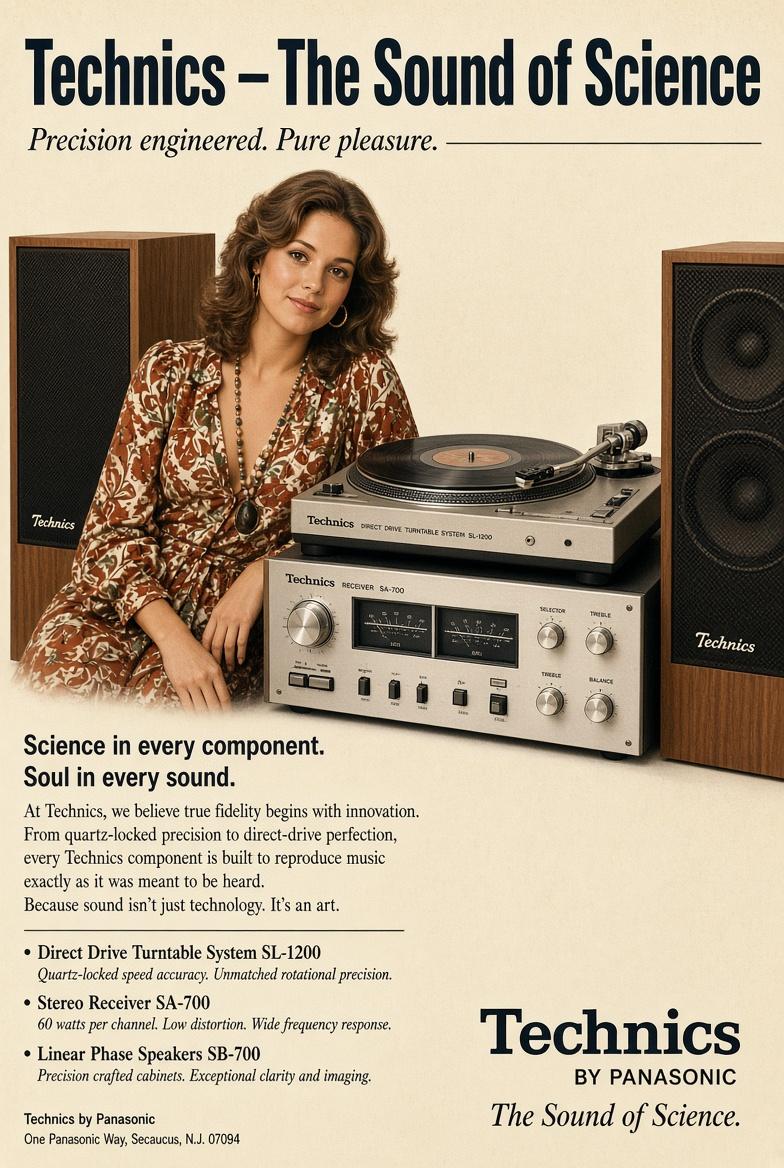 Technics – The Sound of Science
Precision engineered. Pure pleasure.
Technics
Technics DIRECT DRIVE TURNTABLE SYSTEM SL-1200
Technics RECEIVER SA-700
SELECTOR
TREBLE
TREBLE
BALANCE
Technics
Science in every component.
Soul in every sound.
At Technics, we believe true fidelity begins with innovation.
From quartz-locked precision to direct-drive perfection,
every Technics component is built to reproduce music
exactly as it was meant to be heard.
Because sound isn't just technology. It's an art.
• Direct Drive Turntable System SL-1200
Quartz-locked speed accuracy. Unmatched rotational precision.
• Stereo Receiver SA-700
60 watts per channel. Low distortion. Wide frequency response.
• Linear Phase Speakers SB-700
Precision crafted cabinets. Exceptional clarity and imaging.
Technics by Panasonic
One Panasonic Way, Secaucus, N.J. 07094
Technics
BY PANASONIC
The Sound of Science.